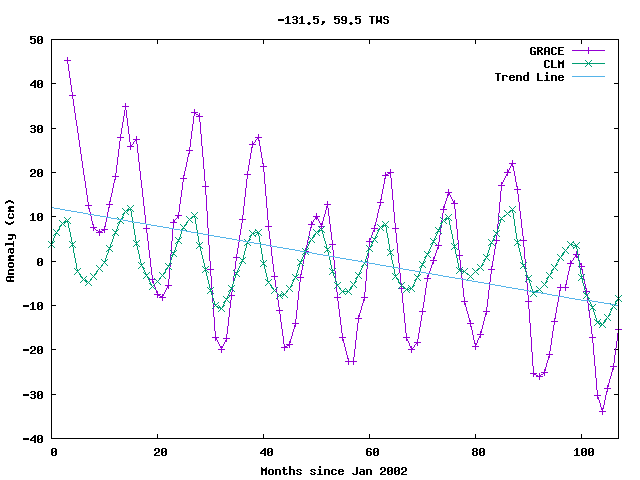 -131.5, 59.5 TWS
GRACE
CLM
Trend Line
50
40
30
20
10
0
-10
-20
-30
-40
Anomaly (cm)
0 20 40 60 80 100
Months since Jan 2002